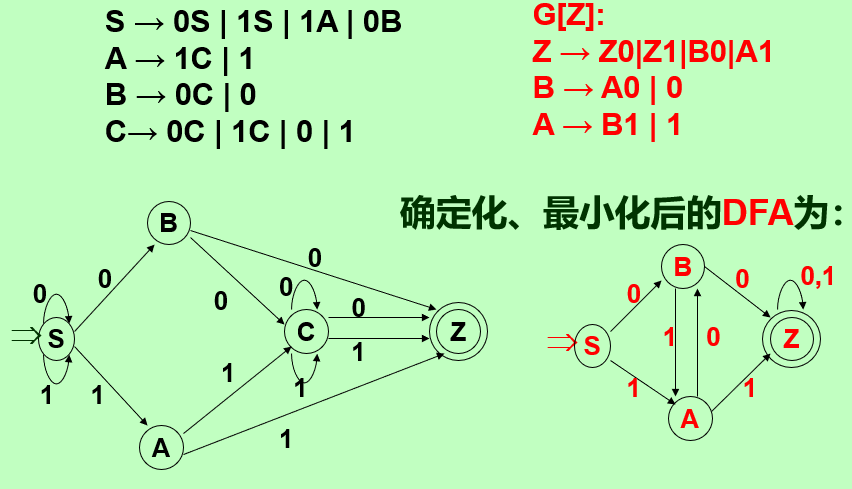 S → 0S | 1S | 1A | 0B
A → 1C | 1
B → 0C | 0
C→ 0C | 1C | 0 | 1
G[Z]:
Z → Z0|Z1|B0|A1
B → A0 | 0
A → B1 | 1
确定化、最小化后的DFA为：
B
0
0
0
0
0
0
S
C
Z
1
1
1
1
1
1
A
B
0
0
0,1
S
1
0
Z
1
1
A